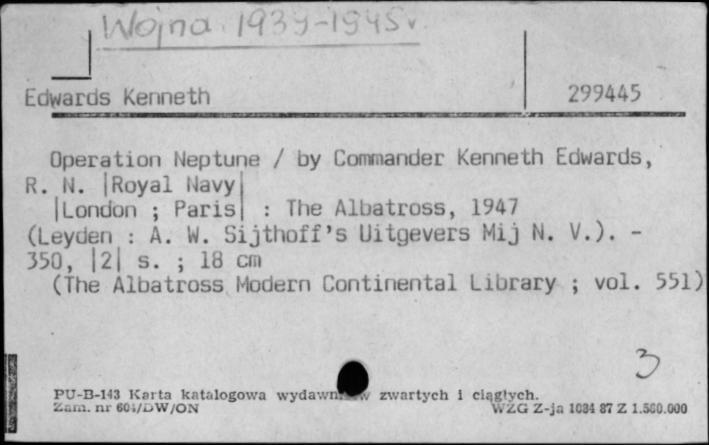 Wojna 1939-1945 r.
Edwards Kenneth 299445
Operation Neptune / by Commander Kenneth Edwards,
R. N. |Royal Navy|
|London ; Paris| : The Albatross, 1947
(Leyden : A. W. Sijthoff's Uitgevers Mij N. V.). -
350, |2| s. ; 18 cm
(The Albatross Modern Continental Library ; vol. 551)
3
PU-B-143 Karta katalogowa wydawn w zwartych i ciągłych.
Zam. nr 604/DW/ON WZG Z-ja 1034 87 Z 1.560.000